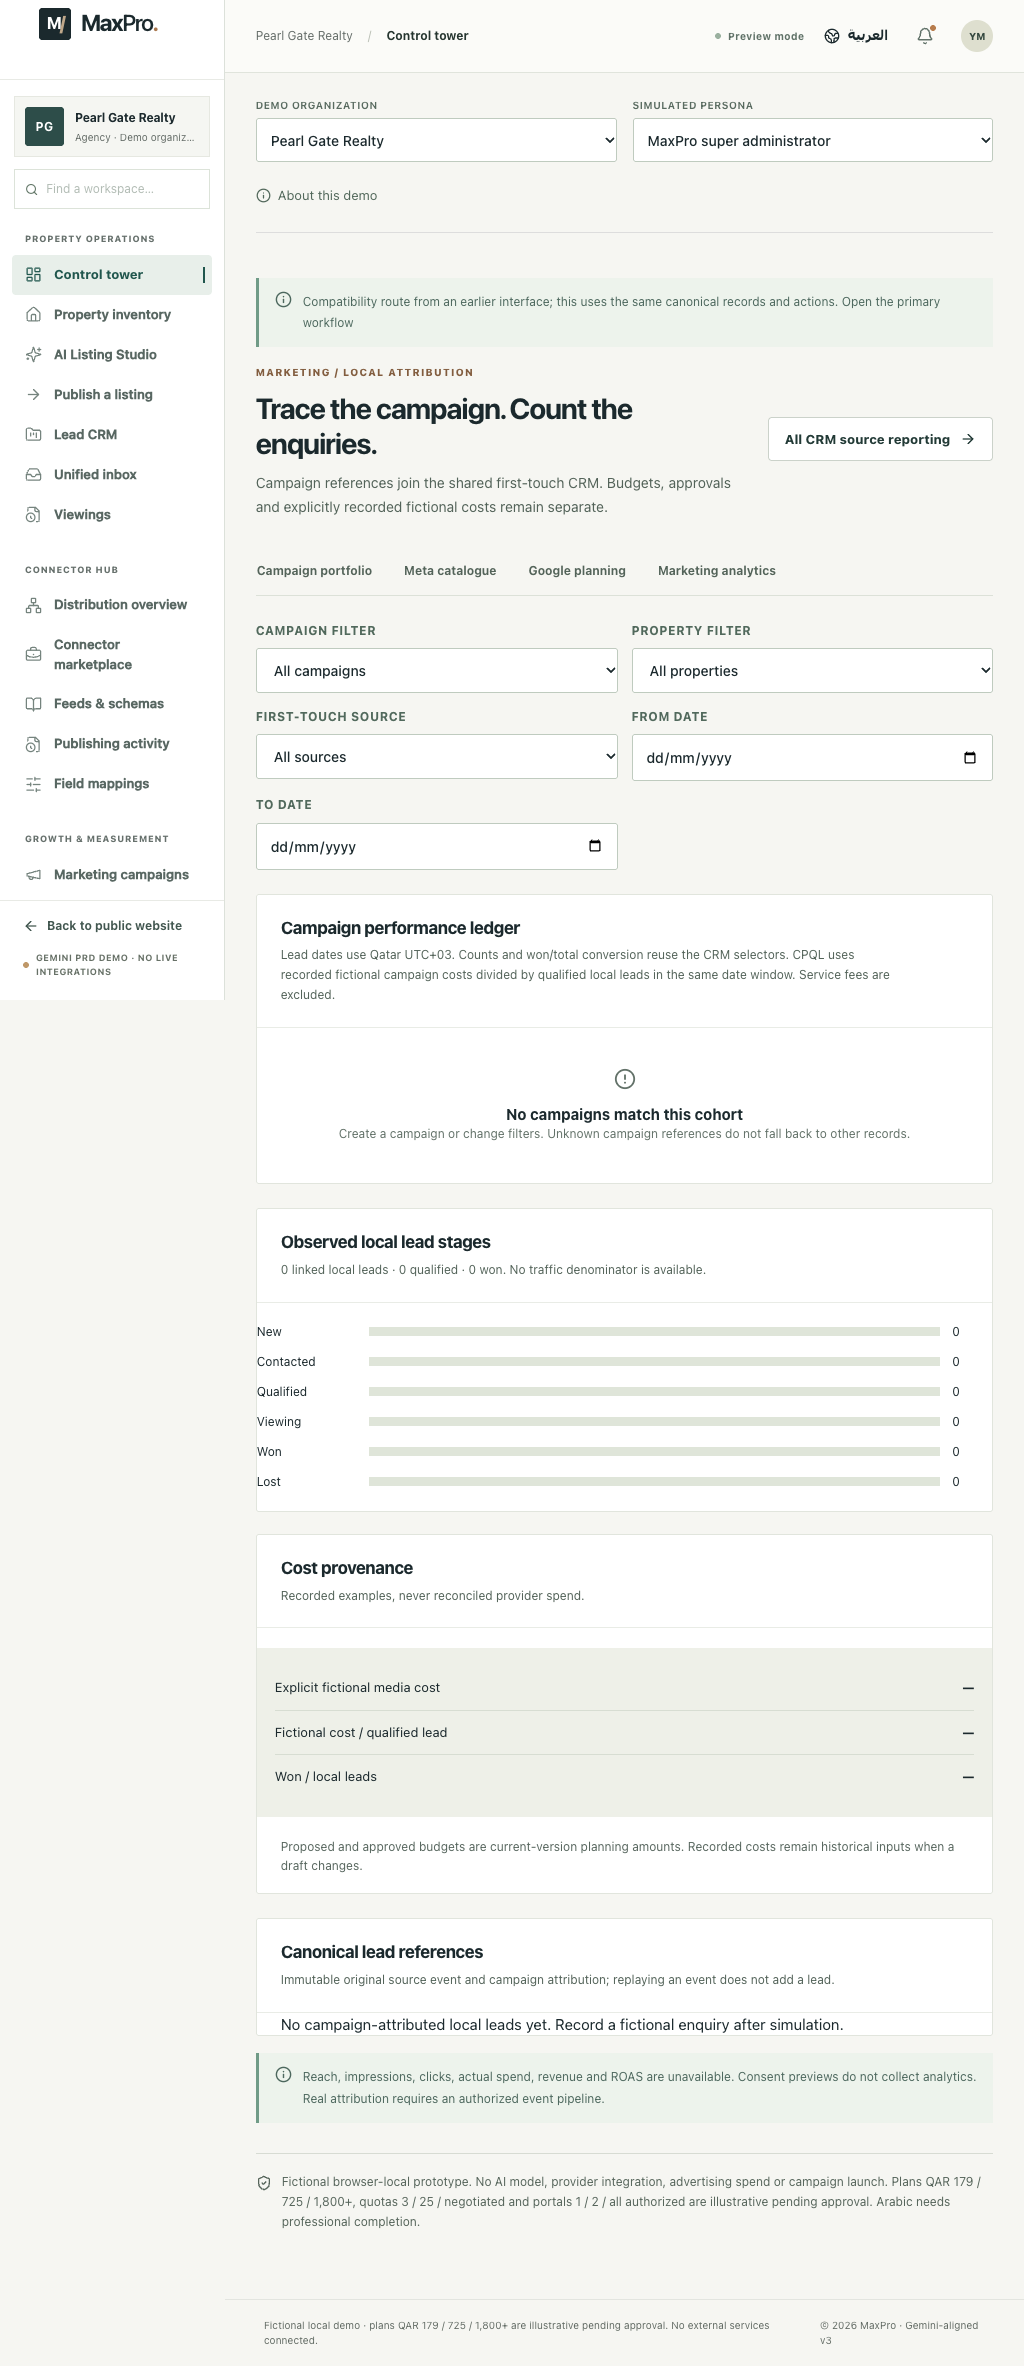 M/ MaxPro.
Pearl Gate Realty / Control tower
Preview mode
العربية
YM
PG
Pearl Gate Realty
Agency · Demo organiz...
Find a workspace...
PROPERTY OPERATIONS
Control tower
Property inventory
AI Listing Studio
Publish a listing
Lead CRM
Unified inbox
Viewings
CONNECTOR HUB
Distribution overview
Connector
marketplace
Feeds & schemas
Publishing activity
Field mappings
GROWTH & MEASUREMENT
Marketing campaigns
Back to public website
GEMINI PRD DEMO · NO LIVE
INTEGRATIONS
DEMO ORGANIZATION
Pearl Gate Realty
SIMULATED PERSONA
MaxPro super administrator
About this demo
Compatibility route from an earlier interface; this uses the same canonical records and actions. Open the primary
workflow
MARKETING / LOCAL ATTRIBUTION
Trace the campaign. Count the
enquiries.
Campaign references join the shared first-touch CRM. Budgets, approvals
and explicitly recorded fictional costs remain separate.
All CRM source reporting
Campaign portfolio
Meta catalogue
Google planning
Marketing analytics
CAMPAIGN FILTER
All campaigns
PROPERTY FILTER
All properties
FIRST-TOUCH SOURCE
All sources
FROM DATE
dd/mm/yyyy
TO DATE
dd/mm/yyyy
Campaign performance ledger
Lead dates use Qatar UTC+03. Counts and won/total conversion reuse the CRM selectors. CPQL uses
recorded fictional campaign costs divided by qualified local leads in the same date window. Service fees are
excluded.
No campaigns match this cohort
Create a campaign or change filters. Unknown campaign references do not fall back to other records.
Observed local lead stages
0 linked local leads · 0 qualified · 0 won. No traffic denominator is available.
New 0
Contacted 0
Qualified 0
Viewing 0
Won 0
Lost 0
Cost provenance
Recorded examples, never reconciled provider spend.
Explicit fictional media cost —
Fictional cost / qualified lead —
Won / local leads —
Proposed and approved budgets are current-version planning amounts. Recorded costs remain historical inputs when a
draft changes.
Canonical lead references
Immutable original source event and campaign attribution; replaying an event does not add a lead.
No campaign-attributed local leads yet. Record a fictional enquiry after simulation.
Reach, impressions, clicks, actual spend, revenue and ROAS are unavailable. Consent previews do not collect analytics.
Real attribution requires an authorized event pipeline.
Fictional browser-local prototype. No AI model, provider integration, advertising spend or campaign launch. Plans QAR 179 /
725 / 1,800+, quotas 3 / 25 / negotiated and portals 1 / 2 / all authorized are illustrative pending approval. Arabic needs
professional completion.
Fictional local demo · plans QAR 179 / 725 / 1,800+ are illustrative pending approval. No external services
connected.
© 2026 MaxPro · Gemini-aligned
v3